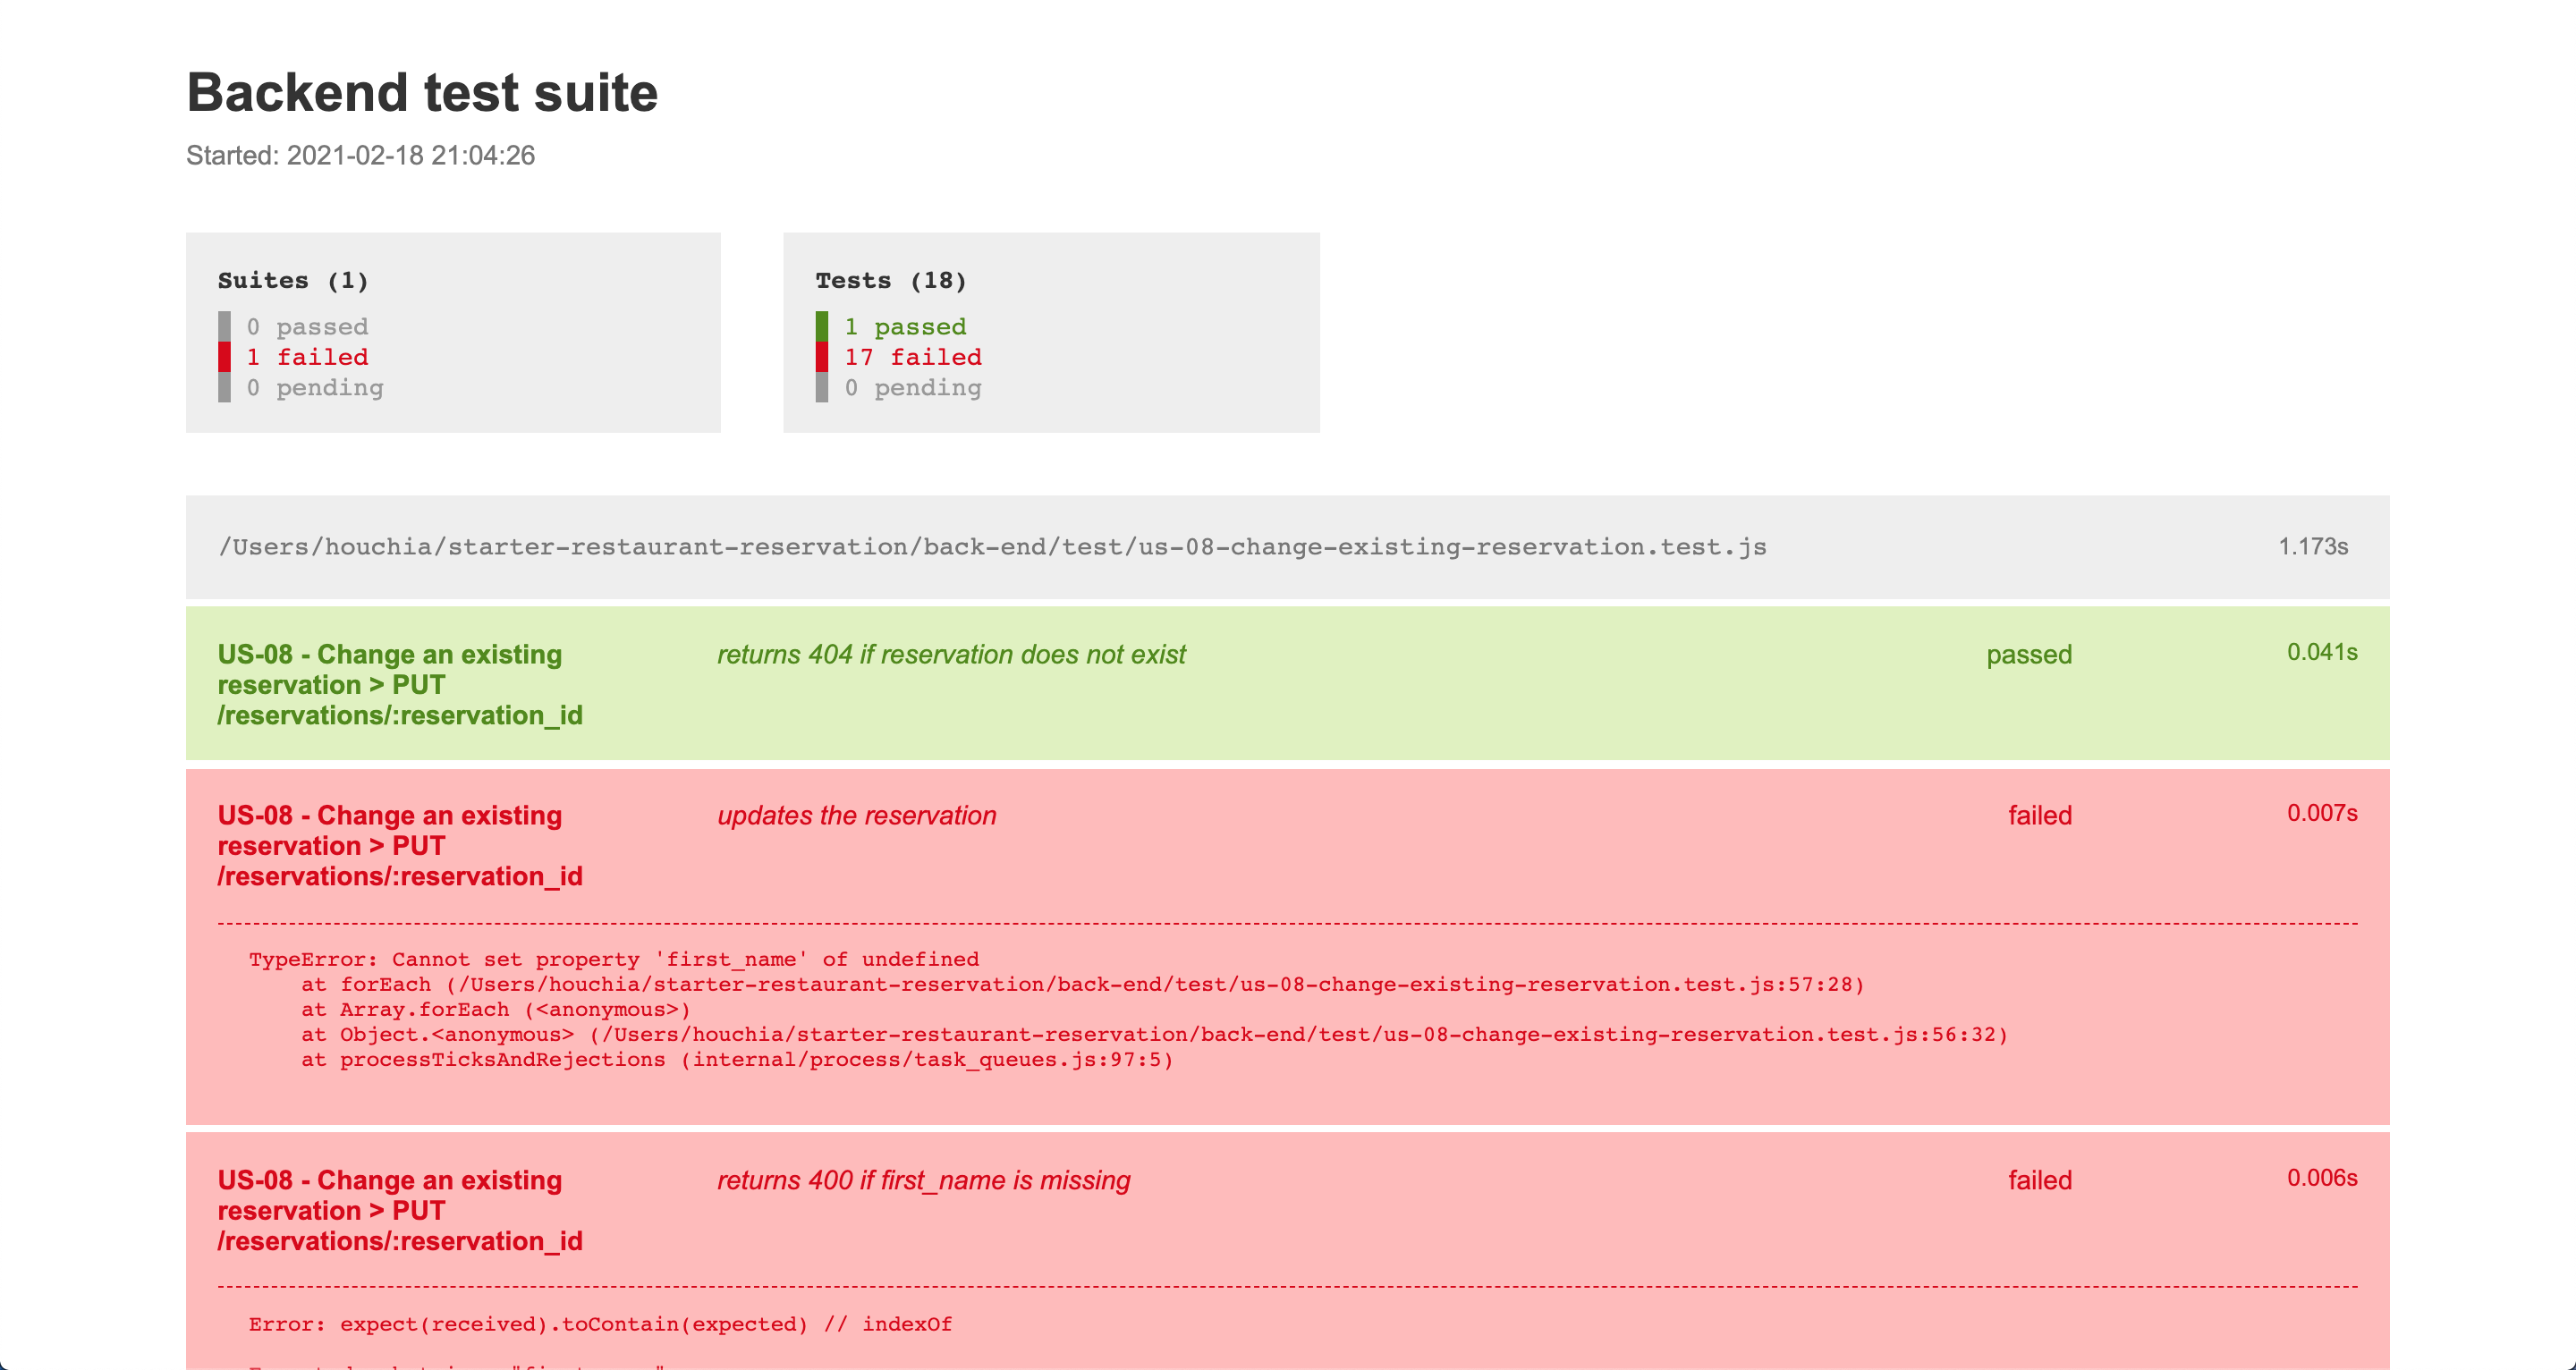 Backend test suite
Started: 2021-02-18 21:04:26
Suites (1)
0 passed
1 failed
0 pending
Tests (18)
1 passed
17 failed
0 pending
/Users/houchia/starter-restaurant-reservation/back-end/test/us-08-change-existing-reservation.test.js 1.173s
US-08 - Change an existing returns 404 if reservation does not exist passed 0.041s
reservation > PUT
/reservations/:reservation_id
US-08 - Change an existing updates the reservation failed 0.007s
reservation > PUT
/reservations/:reservation_id
TypeError: Cannot set property 'first_name' of undefined
at forEach (/Users/houchia/starter-restaurant-reservation/back-end/test/us-08-change-existing-reservation.test.js:57:28)
at Array.forEach (<anonymous>)
at Object.<anonymous> (/Users/houchia/starter-restaurant-reservation/back-end/test/us-08-change-existing-reservation.test.js:56:32)
at processTicksAndRejections (internal/process/task_queues.js:97:5)
US-08 - Change an existing returns 400 if first_name is missing failed 0.006s
reservation > PUT
/reservations/:reservation_id
Error: expect(received).toContain(expected) // indexOf